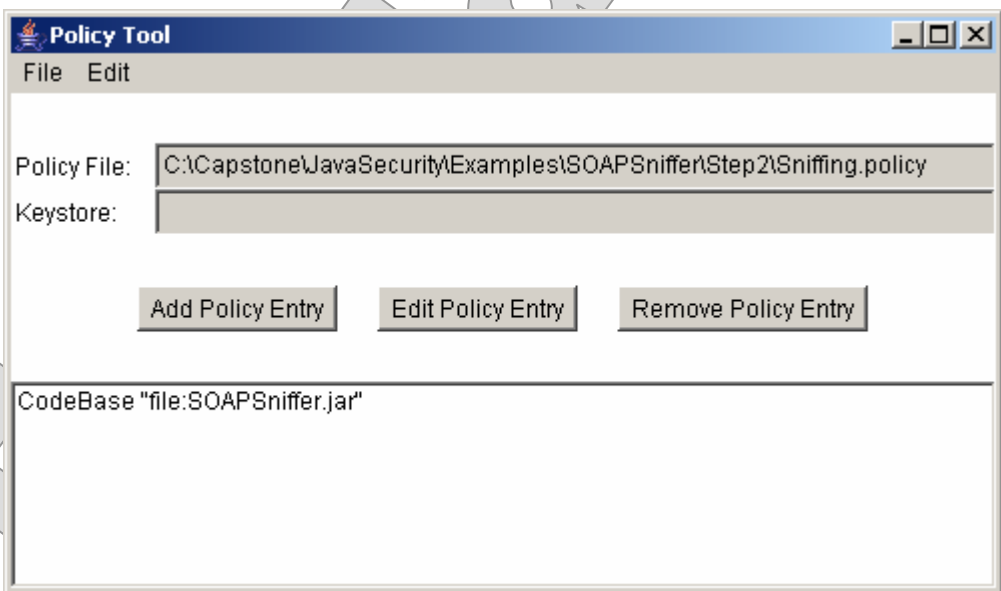 Policy Tool
File Edit
Policy File: C:\Capstone\JavaSecurity\Examples\SOAPSniffer\Step2\Sniffing.policy
Keystore:
Add Policy Entry Edit Policy Entry Remove Policy Entry
CodeBase "file:SOAPSniffer.jar"